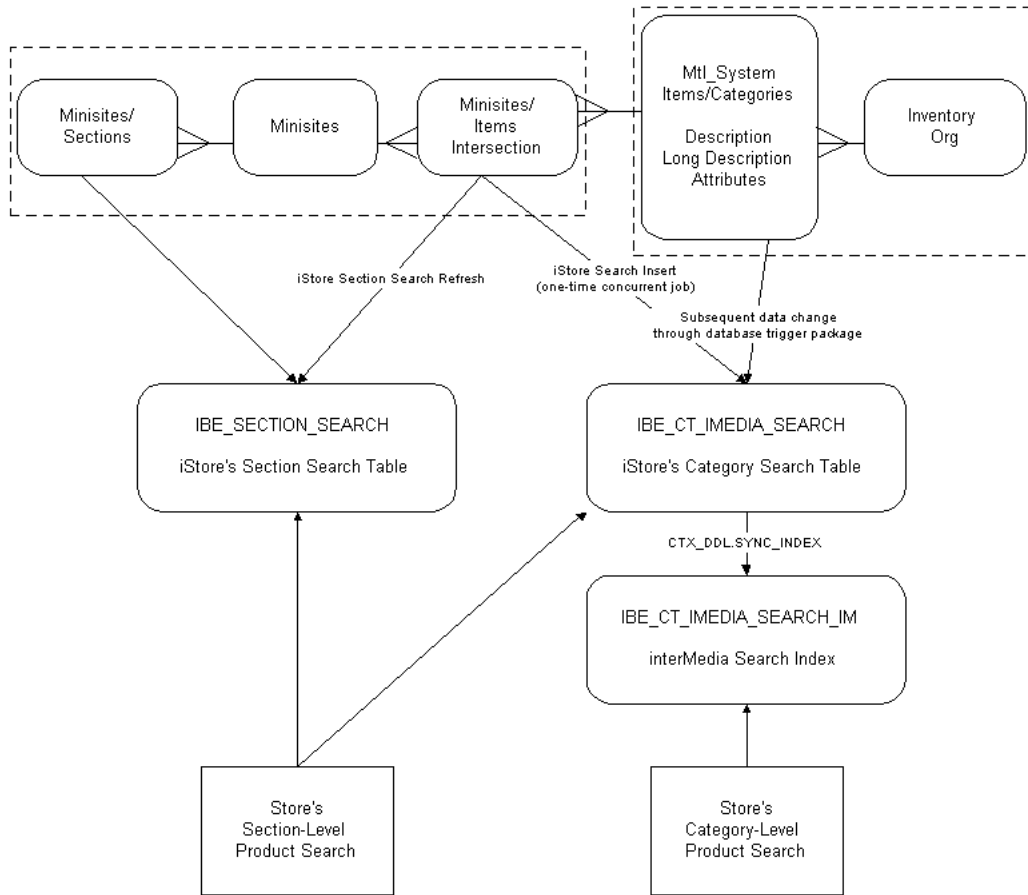 Minisites/
Sections
Minisites
Minisites/
Items
Intersection
Mtl_System
Items/Categories
Description
Long Description
Attributes
Inventory
Org
iStore Section Search Refresh
iStore Search Insert
(one-time concurrent job)
Subsequent data change
through database trigger package
IBE_SECTION_SEARCH
iStore's Section Search Table
IBE_CT_IMEDIA_SEARCH
iStore's Category Search Table
CTX_DDL.SYNC_INDEX
IBE_CT_IMEDIA_SEARCH_IM
interMedia Search Index
Store's
Section-Level
Product Search
Store's
Category-Level
Product Search